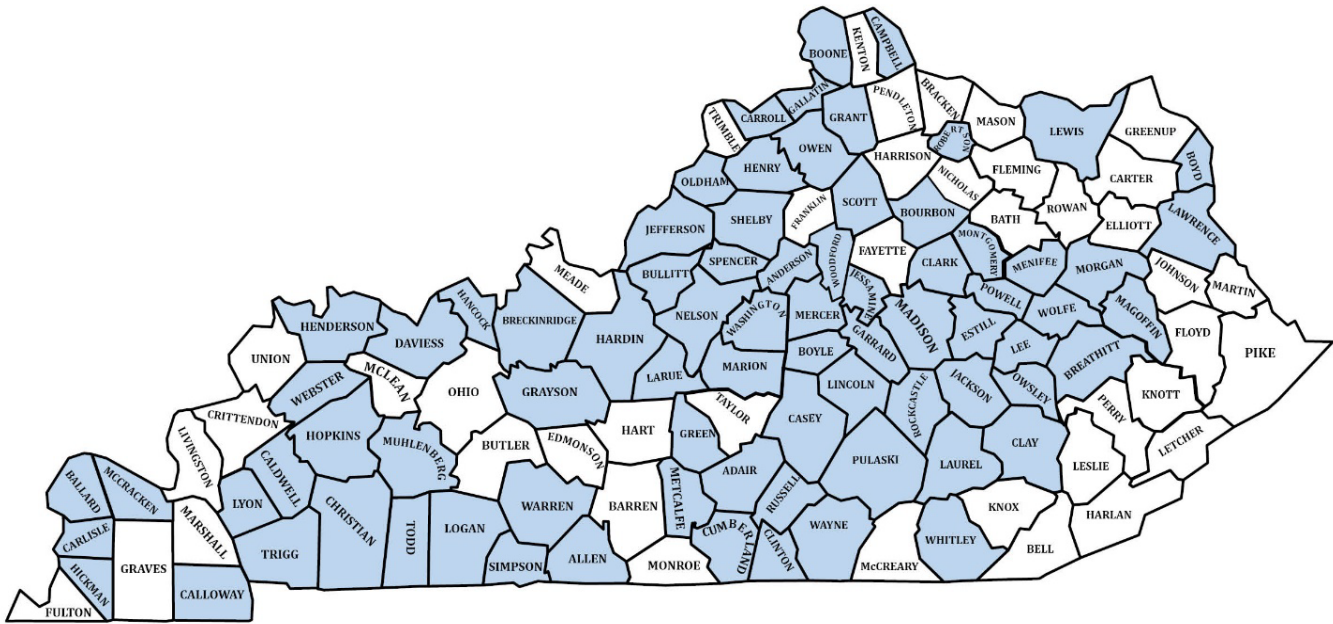 BOONE
KENTON
CAMPBELL
GALLATIN
PENDLETON
BRACKEN
CARROLL
GRANT
TRIMBLE
MASON
LEWIS
GREENUP
ROBERTSON
OWEN
HARRISON
BOYD
HENRY
FLEMING
CARTER
OLDHAM
NICHOLAS
SCOTT
ROWAN
SHELBY
FRANKLIN
BOURBON
BATH
ELLIOTT
LAWRENCE
JEFFERSON
FAYETTE
MONTGOMERY
WOODFORD
SPENCER
ANDERSON
CLARK
MENIFEE
MORGAN
JOHNSON
MARTIN
MEADE
BULLITT
JESSAMINE
POWELL
MAGOFFIN
HANCOCK
BRECKINRIDGE
NELSON
WASHINGTON
MERCER
MADISON
WOLFE
HENDERSON
HARDIN
GARRARD
ESTILL
FLOYD
DAVIESS
BOYLE
LEE
BREATHITT
PIKE
UNION
MCLEAN
LARUE
MARION
WEBSTER
OHIO
GRAYSON
LINCOLN
JACKSON
OWSLEY
KNOTT
ROCKCASTLE
PERRY
CRITTENDON
TAYLOR
CASEY
HOPKINS
MUHLENBERG
BUTLER
EDMONSON
HART
GREEN
CLAY
LETCHER
LIVINGSTON
PULASKI
LAUREL
LESLIE
CALDWELL
ADAIR
BALLARD
MCCRACKEN
LYON
METCALFE
RUSSELL
WARREN
BARREN
CHRISTIAN
KNOX
HARLAN
MARSHALL
LOGAN
TODD
CUMBERLAND
WAYNE
CARLISLE
WHITLEY
TRIGG
ALLEN
CLINTON
BELL
GRAVES
SIMPSON
MONROE
McCREARY
HICKMAN
CALLOWAY
FULTON